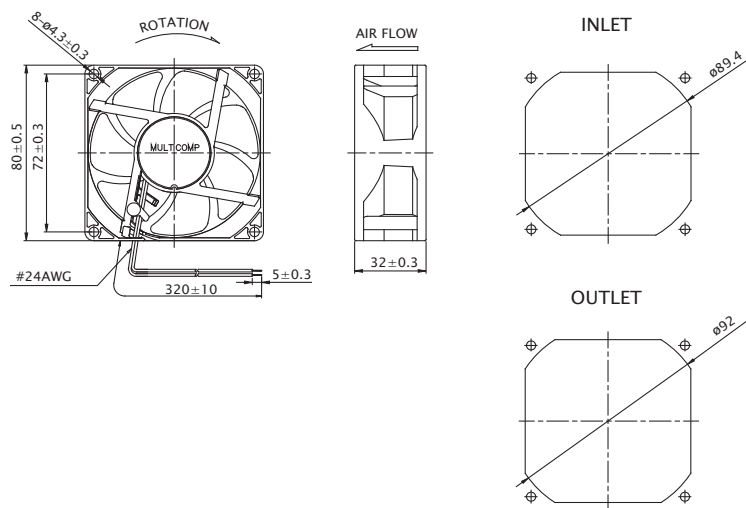 ROTATION
8-ø4.3±0.3
AIR FLOW
INLET
ø89.4
80±0.5
72±0.3
MULTICOMP
#24AWG
5±0.3
320±10
32±0.3
OUTLET
ø92